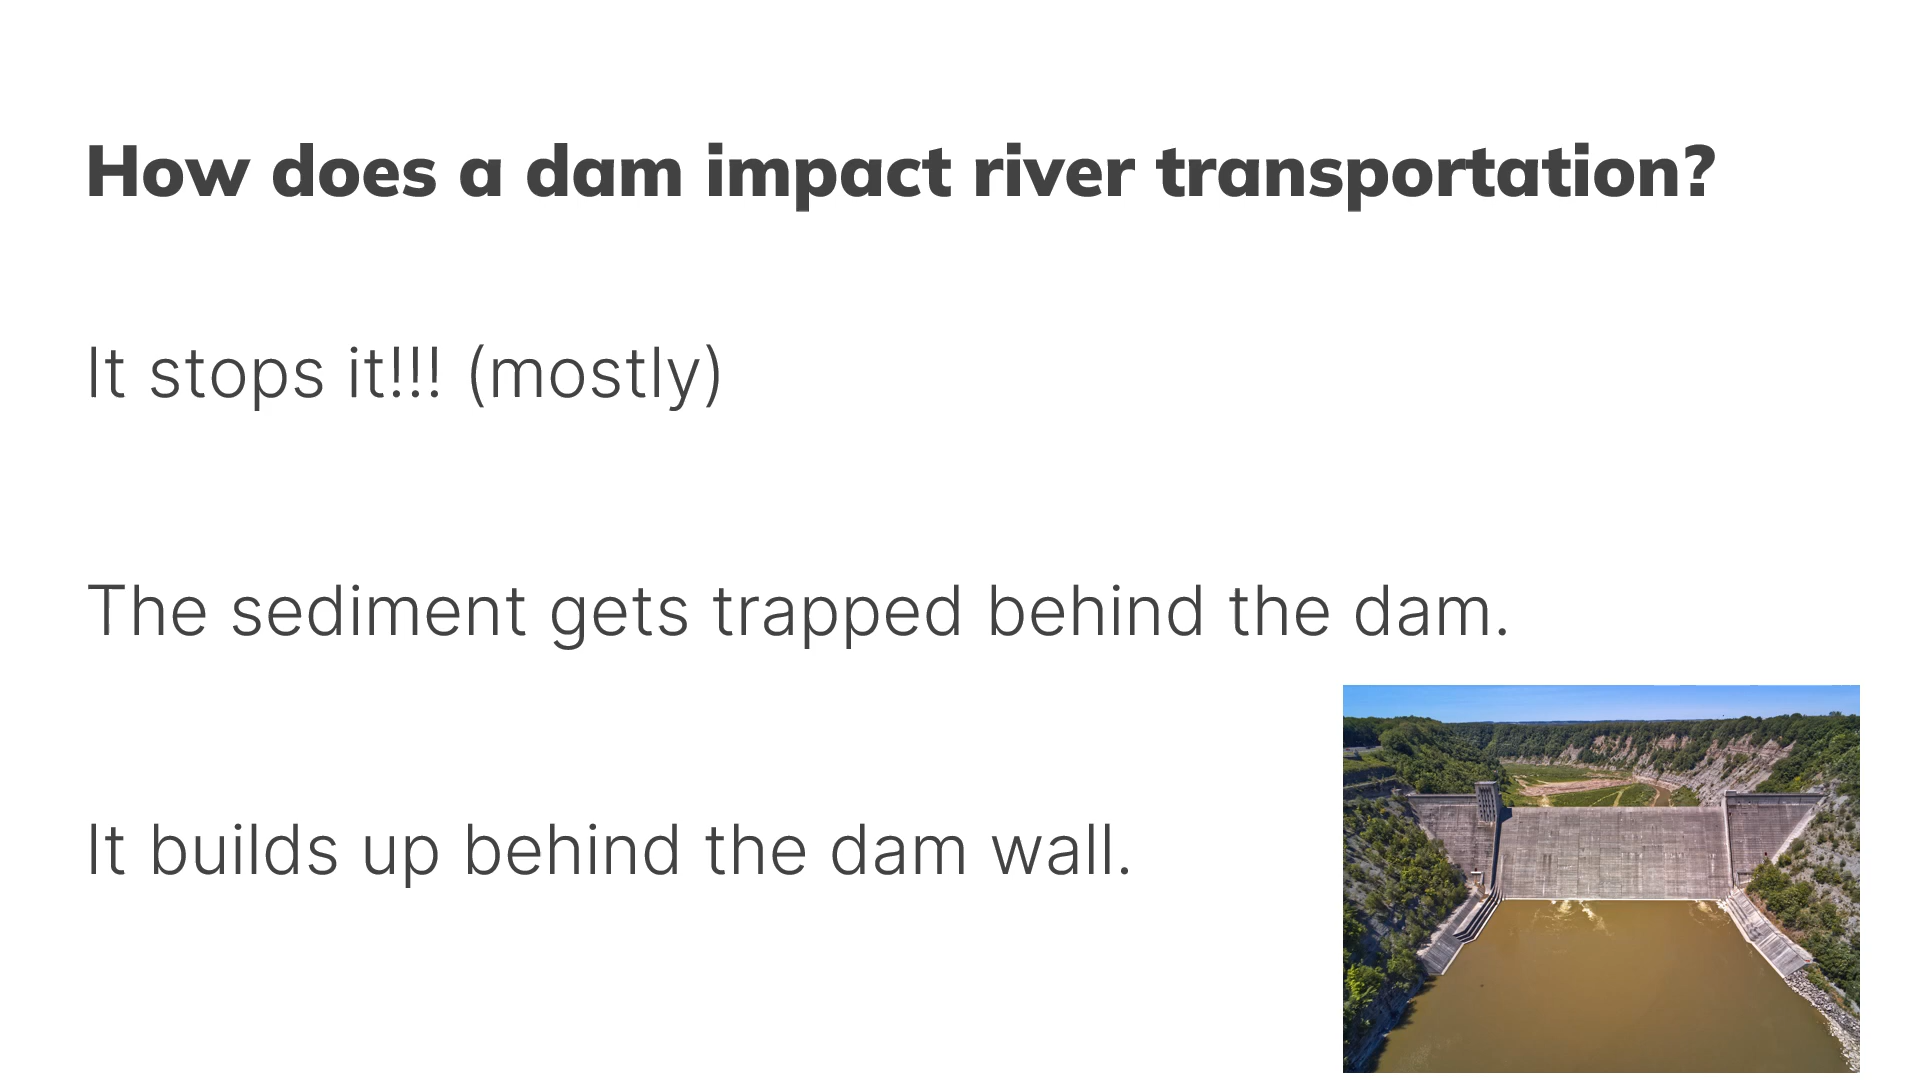 How does a dam impact river transportation?
It stops it!!! (mostly)
The sediment gets trapped behind the dam.
It builds up behind the dam wall.